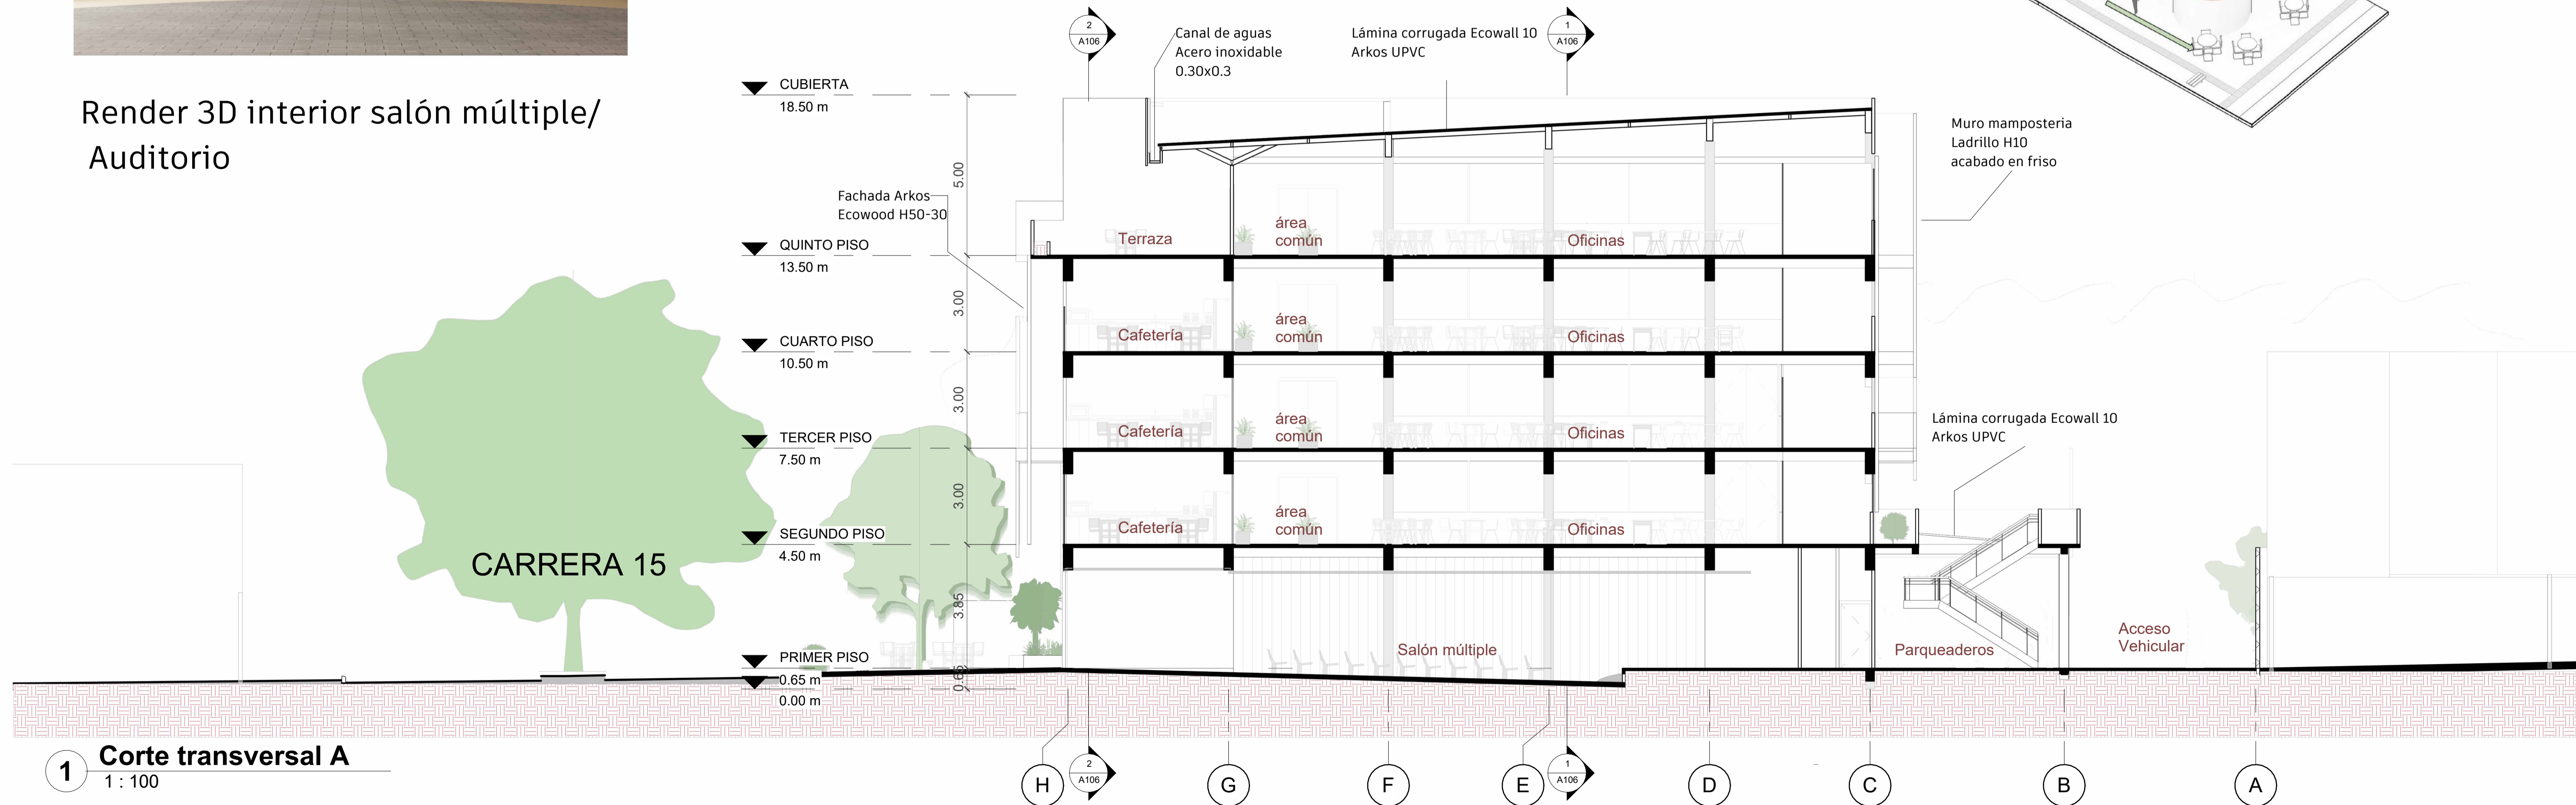 Render 3D interior salón múltiple/
Auditorio
2
A106
Canal de aguas
Acero inoxidable
0.30x0.3
Lámina corrugada Ecowall 10
Arkos UPVC
1
A106
CUBIERTA
18.50 m
Muro mamposteria
Ladrillo H10
acabado en friso
5.00
Fachada Arkos
Ecowood H50-30
QUINTO PISO
13.50 m
Terraza
área
común
Oficinas
3.00
CUARTO PISO
10.50 m
Cafetería
área
común
Oficinas
3.00
TERCER PISO
7.50 m
Cafetería
área
común
Oficinas
Lámina corrugada Ecowall 10
Arkos UPVC
3.00
SEGUNDO PISO
4.50 m
Cafetería
área
común
Oficinas
CARRERA 15
3.85
PRIMER PISO
0.65 m
0.00 m
0.65
Salón múltiple
Parqueaderos
Acceso
Vehicular
1
Corte transversal A
1 : 100
H
2
A106
G
F
E
1
A106
D
C
B
A